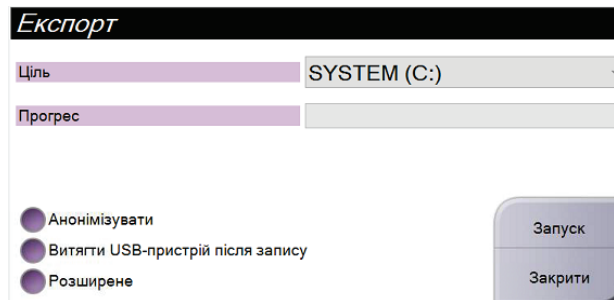 Експорт
Ціль SYSTEM (C:)
Прогрес
Анонімізувати
Запуск
Витягти USB-пристрій після запису
Розширене
Закрити